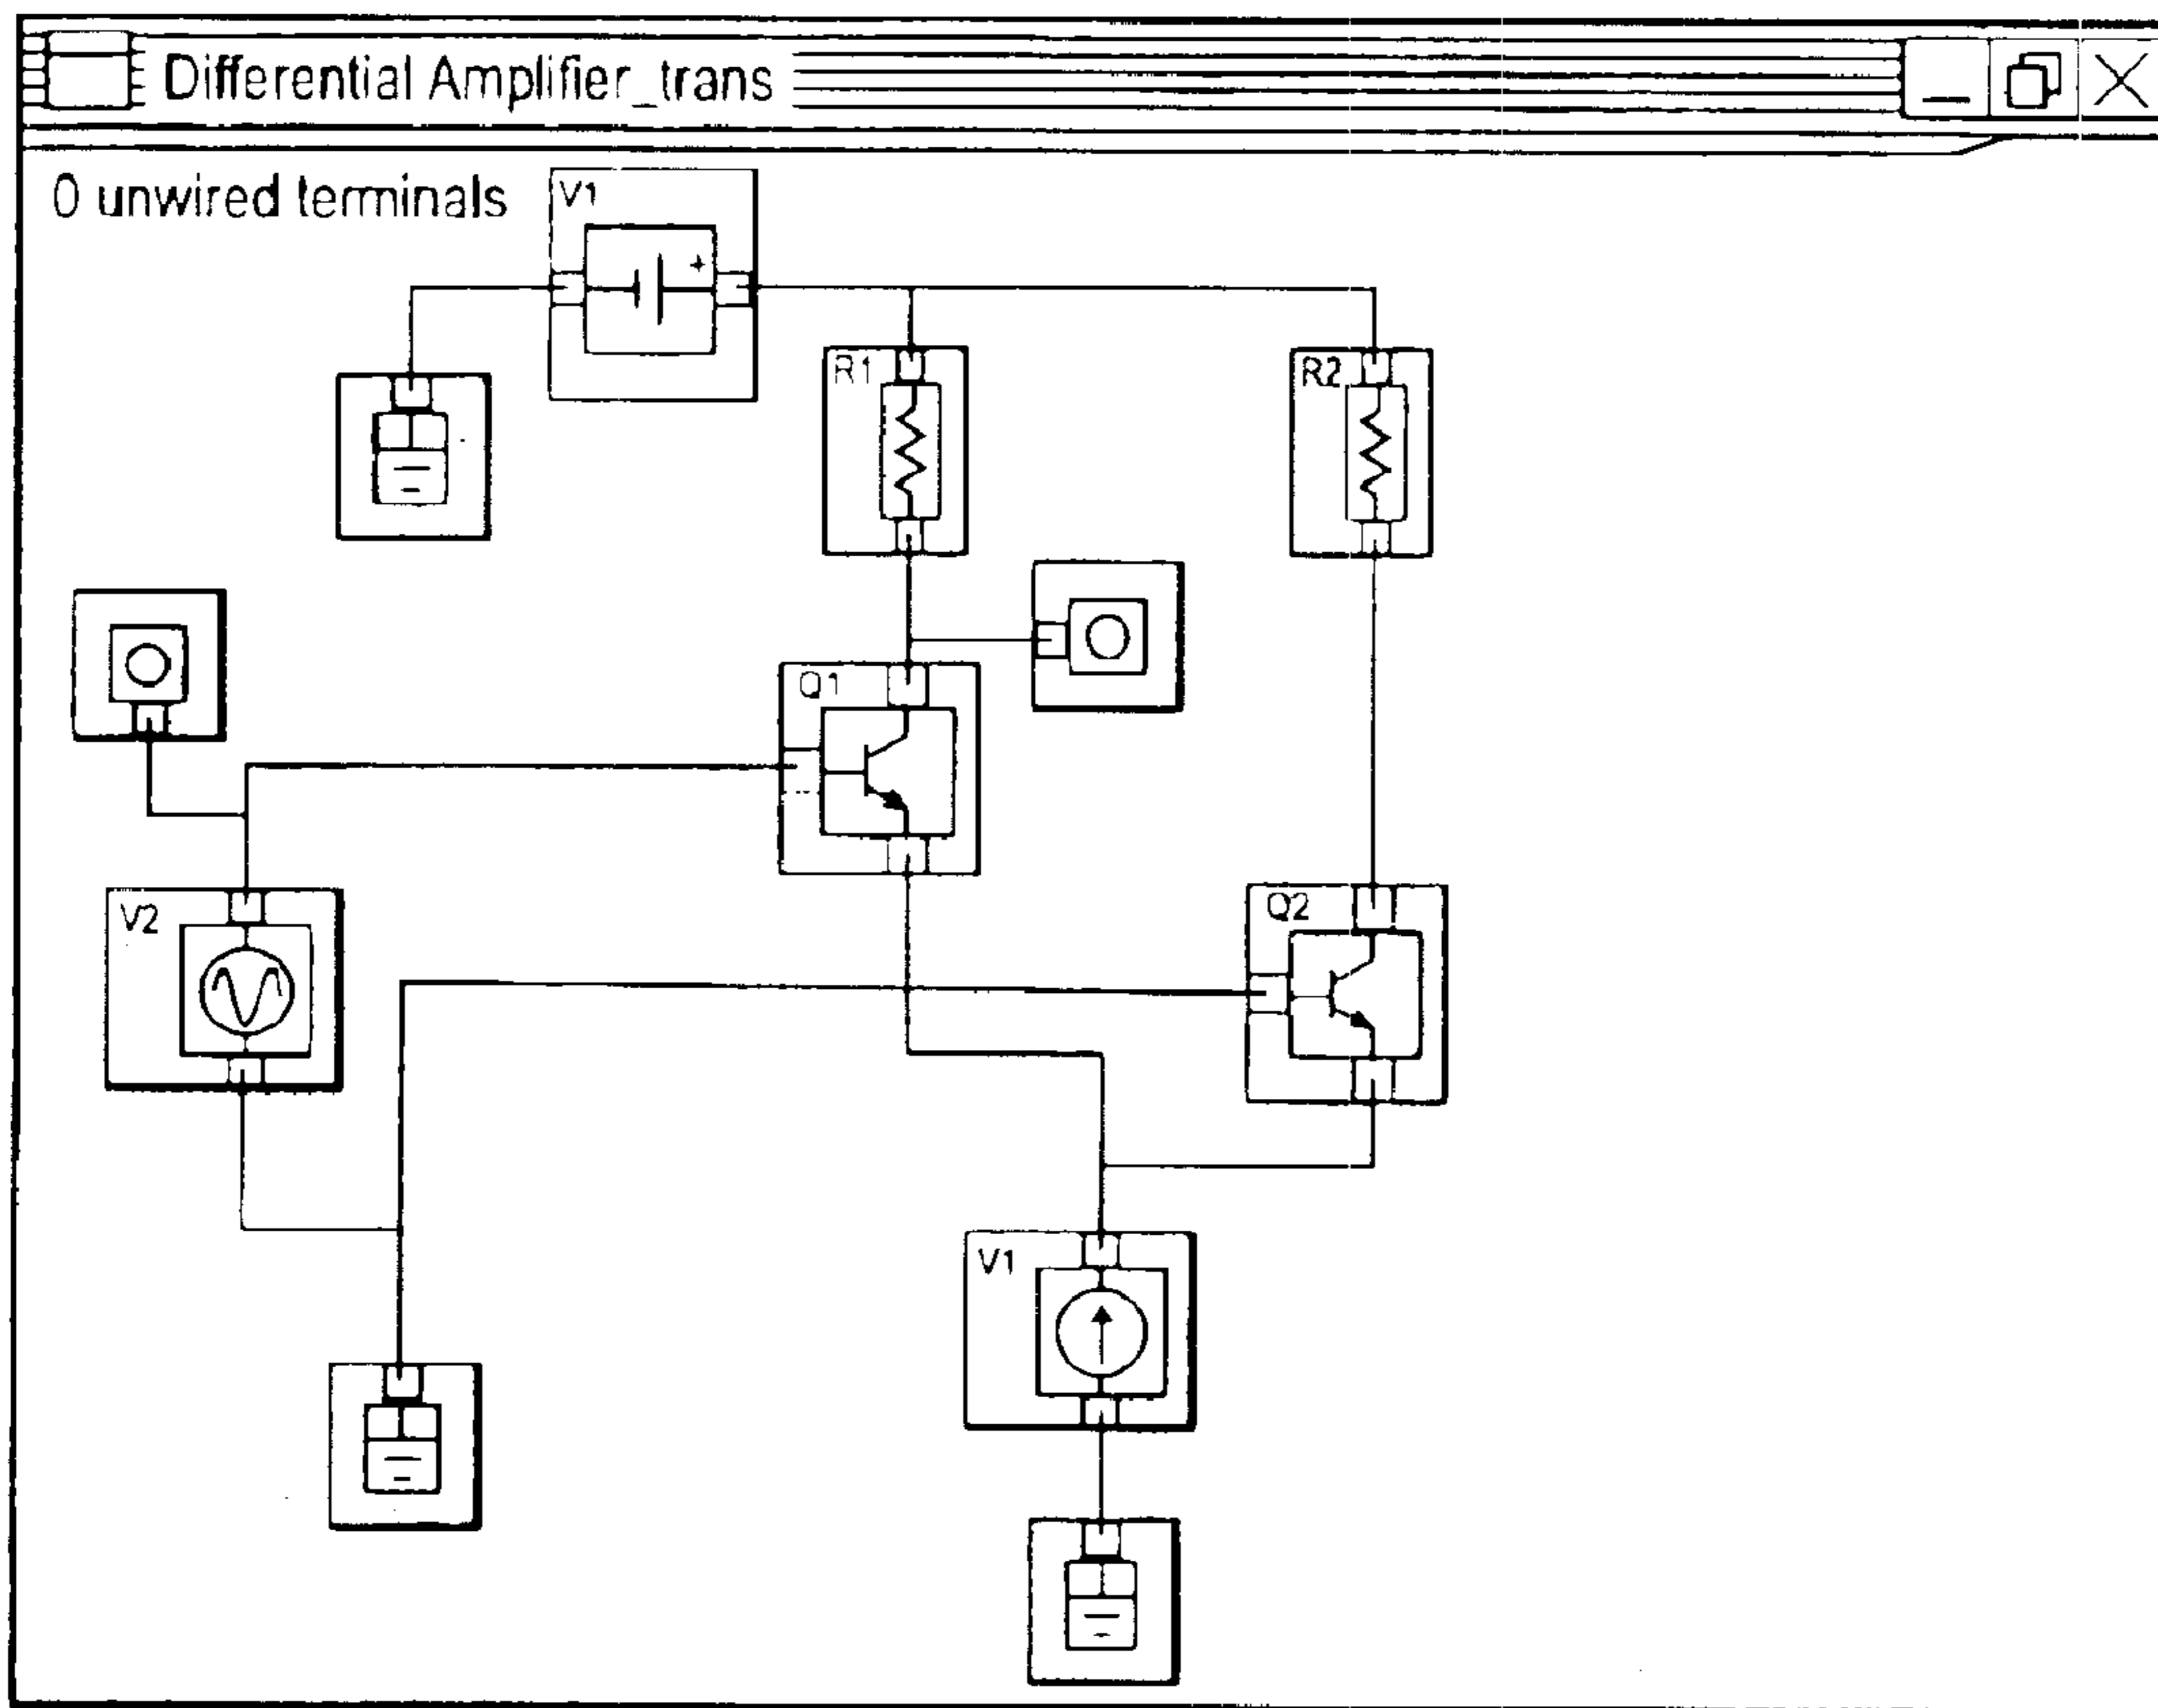 Differential Amplifier_trans
0 unwired terminals
V1
R1
R2
Q1
V2
Q2
V1